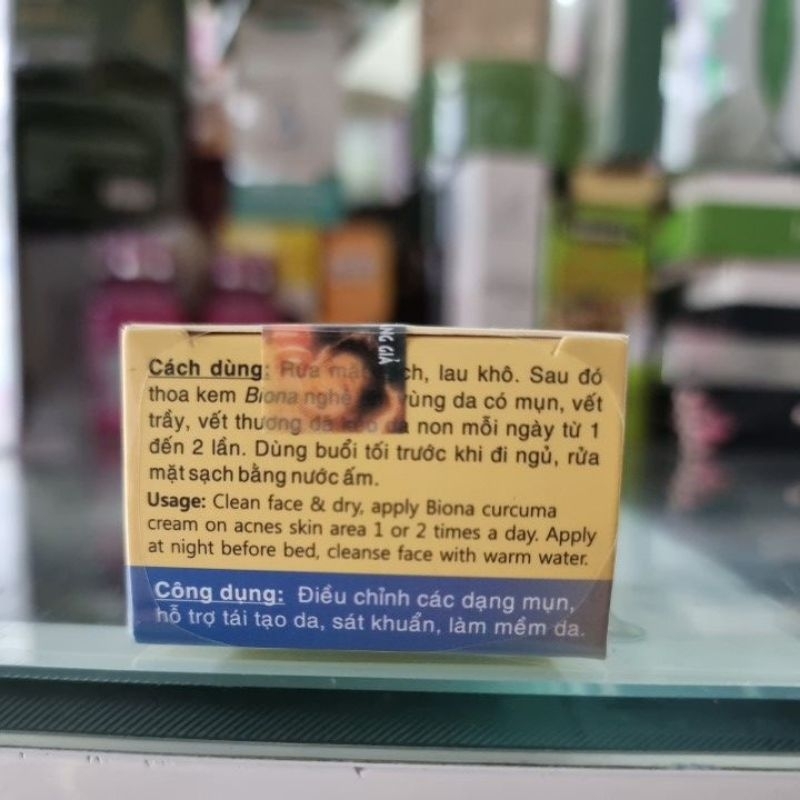 Cách dùng: Rửa mặt sạch, lau khô. Sau đó
thoa kem Biona nghệ lên vùng da có mụn, vết
trầy, vết thương đã kéo da non mỗi ngày từ 1
đến 2 lần. Dùng buổi tối trước khi đi ngủ, rửa
mặt sạch bằng nước ấm.
Usage: Clean face & dry, apply Biona curcuma
cream on acnes skin area 1 or 2 times a day. Apply
at night before bed, cleanse face with warm water.
Công dụng: Điều chỉnh các dạng mụn,
hỗ trợ tái tạo da, sát khuẩn, làm mềm da.